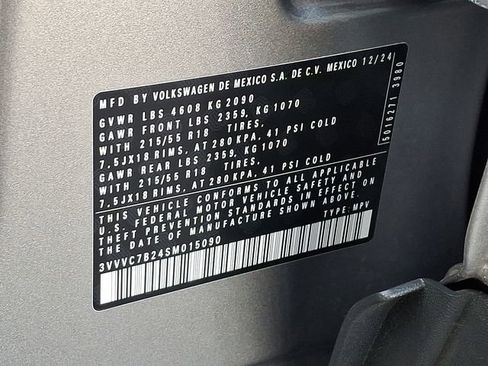 MFD BY VOLKSWAGEN DE MEXICO S.A. DE C.V. MEXICO 12/24
GVWR LBS 4608 KG 2090
GAWR FRONT LBS 2359, KG 1070
WITH 215/55 R18 TIRES,
7.5JX18 RIMS, AT 280 KPA, 41 PSI COLD
GAWR REAR LBS 2359, KG 1070
WITH 215/55 R18 TIRES,
7.5JX18 RIMS, AT 280 KPA, 41 PSI COLD
THIS VEHICLE CONFORMS TO ALL APPLICABLE
U.S. FEDERAL MOTOR VEHICLE SAFETY AND
THEFT PREVENTION STANDARDS IN EFFECT ON
THE DATE OF MANUFACTURE SHOWN ABOVE.
3VVVC7B24SM015090 TYPE: MPV
5016271 3980